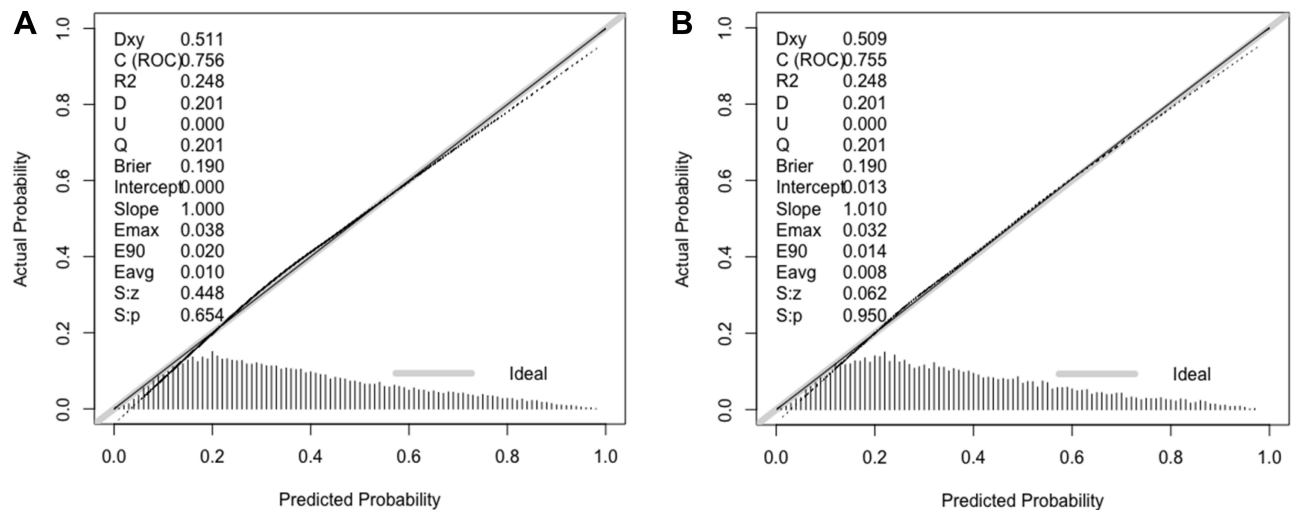 A
Actual Probability
1.0
0.8
0.6
0.4
0.2
0.0
Dxy 0.511
C (ROC) 0.756
R2 0.248
D 0.201
U 0.000
Q 0.201
Brier 0.190
Intercept 0.000
Slope 1.000
Emax 0.038
E90 0.020
Eavg 0.010
S:z 0.448
S:p 0.654
Ideal
0.0 0.2 0.4 0.6 0.8 1.0
Predicted Probability
B
Actual Probability
1.0
0.8
0.6
0.4
0.2
0.0
Dxy 0.509
C (ROC) 0.755
R2 0.248
D 0.201
U 0.000
Q 0.201
Brier 0.190
Intercept 0.013
Slope 1.010
Emax 0.032
E90 0.014
Eavg 0.008
S:z 0.062
S:p 0.950
Ideal
0.0 0.2 0.4 0.6 0.8 1.0
Predicted Probability